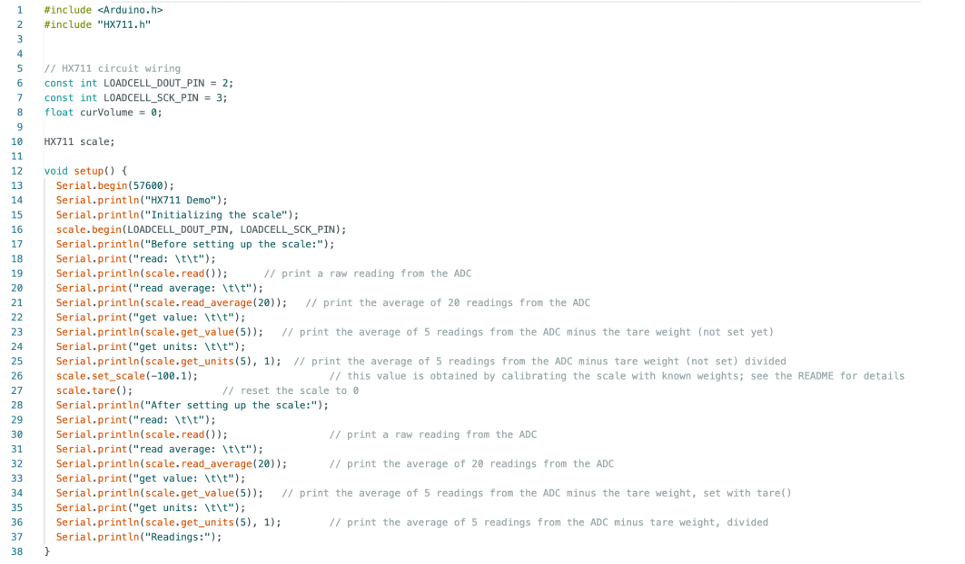 1 #include <Arduino.h>
2 #include "HX711.h"
3
4
5 // HX711 circuit wiring
6 const int LOADCELL_DOUT_PIN = 2;
7 const int LOADCELL_SCK_PIN = 3;
8 float curVolume = 0;
9
10 HX711 scale;
11
12 void setup() {
13   Serial.begin(57600);
14   Serial.println("HX711 Demo");
15   Serial.println("Initializing the scale");
16   scale.begin(LOADCELL_DOUT_PIN, LOADCELL_SCK_PIN);
17   Serial.println("Before setting up the scale:");
18   Serial.print("read: \t\t");
19   Serial.println(scale.read());      // print a raw reading from the ADC
20   Serial.print("read average: \t\t");
21   Serial.println(scale.read_average(20));   // print the average of 20 readings from the ADC
22   Serial.print("get value: \t\t");
23   Serial.println(scale.get_value(5));   // print the average of 5 readings from the ADC minus the tare weight (not set yet)
24   Serial.print("get units: \t\t");
25   Serial.println(scale.get_units(5), 1);  // print the average of 5 readings from the ADC minus tare weight (not set) divided
26   scale.set_scale(-100.1);                      // this value is obtained by calibrating the scale with known weights; see the README for details
27   scale.tare();               // reset the scale to 0
28   Serial.println("After setting up the scale:");
29   Serial.print("read: \t\t");
30   Serial.println(scale.read());                 // print a raw reading from the ADC
31   Serial.print("read average: \t\t");
32   Serial.println(scale.read_average(20));       // print the average of 20 readings from the ADC
33   Serial.print("get value: \t\t");
34   Serial.println(scale.get_value(5));   // print the average of 5 readings from the ADC minus the tare weight, set with tare()
35   Serial.print("get units: \t\t");
36   Serial.println(scale.get_units(5), 1);        // print the average of 5 readings from the ADC minus tare weight, divided
37   Serial.println("Readings:");
38 }